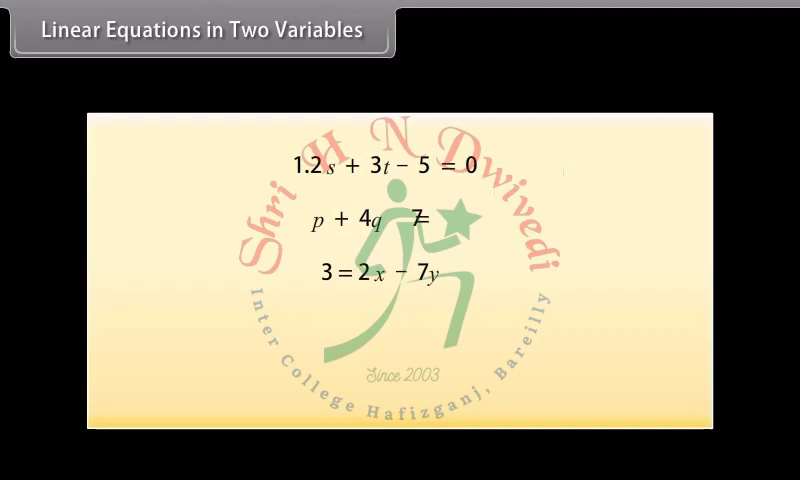 Linear Equations in Two Variables
Shri H N Dwivedi
1.2s + 3t − 5 = 0
p + 4q 7=
3 = 2x − 7y
Since 2003
Inter College Hafizganj, Bareilly